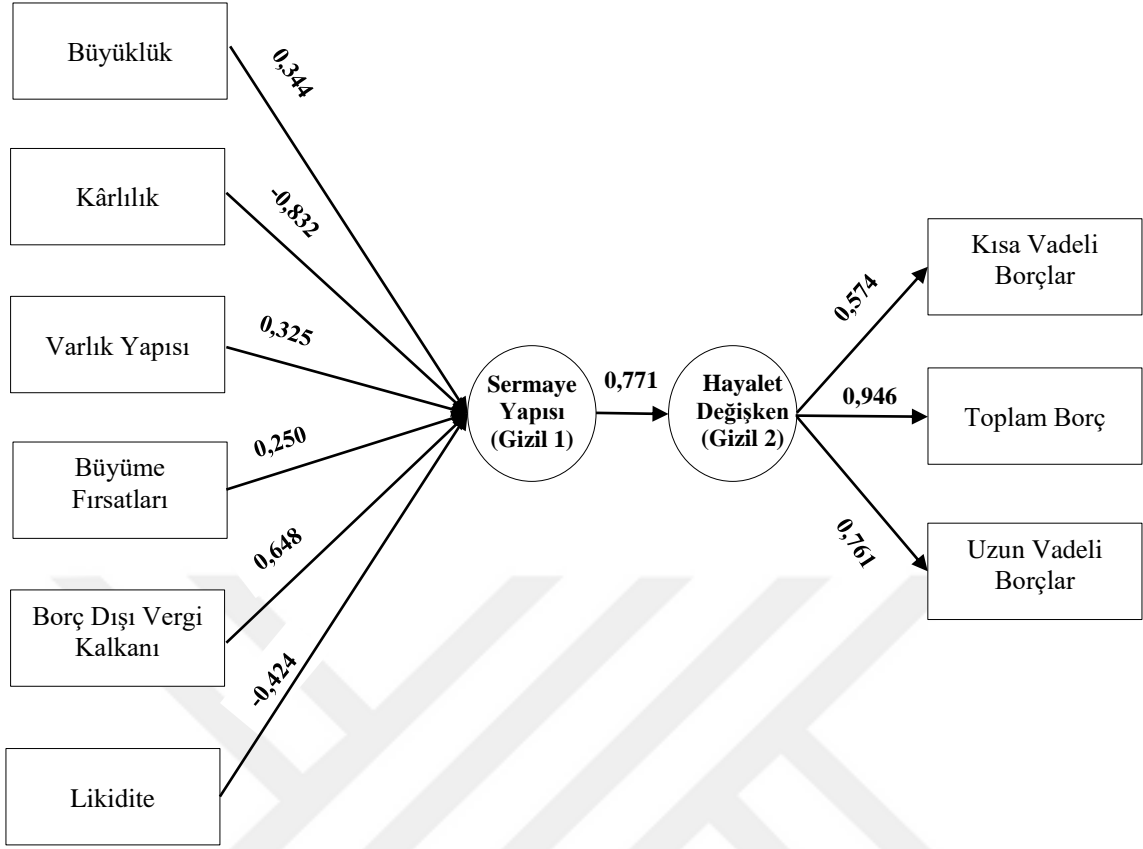 Büyüklük
0,344
Kârlılık
-0,832
Varlık Yapısı
0,325
Büyüme
Fırsatları
0,250
Borç Dışı Vergi
Kalkanı
0,648
Likidite
-0,424
Sermaye
Yapısı
(Gizil 1)
0,771
Hayalet
Değişken
(Gizil 2)
0,574
Kısa Vadeli
Borçlar
0,946
Toplam Borç
0,761
Uzun Vadeli
Borçlar